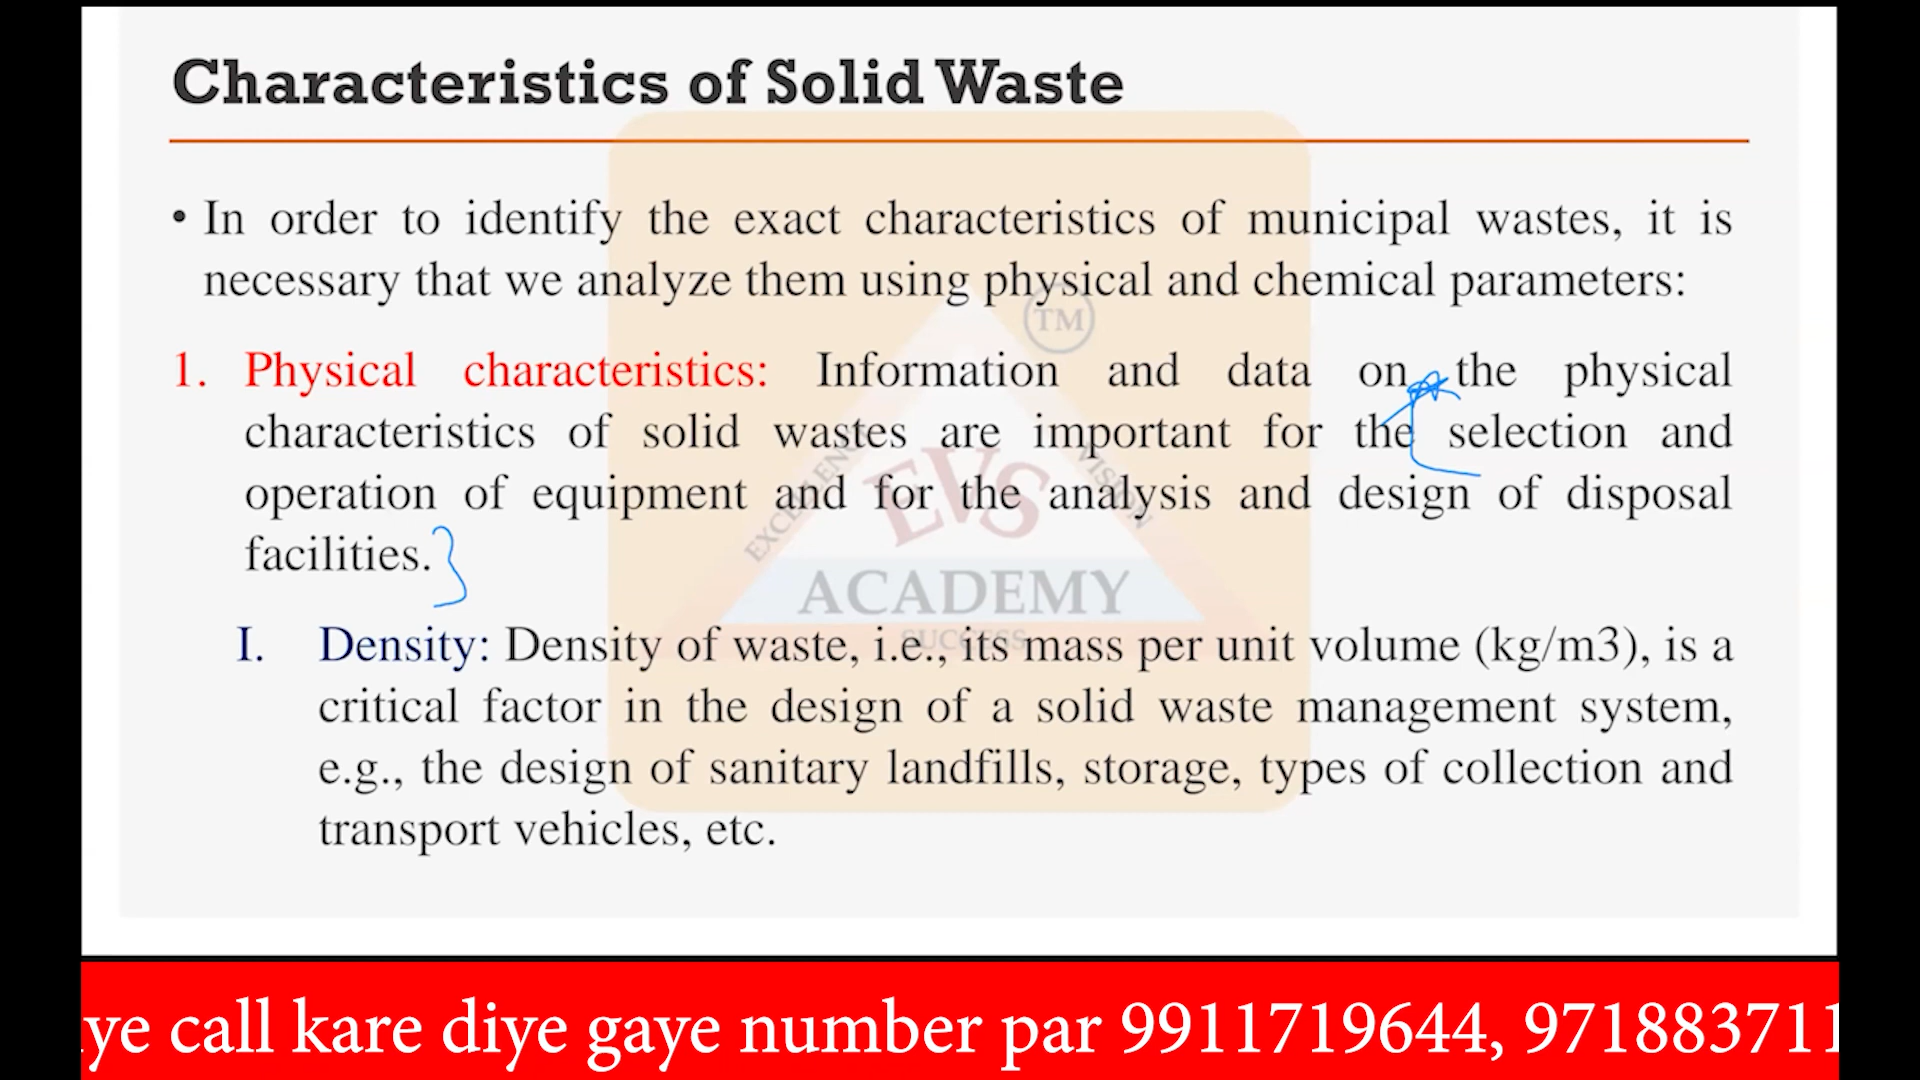 Characteristics of Solid Waste
• In order to identify the exact characteristics of municipal wastes, it is
necessary that we analyze them using physical and chemical parameters:
TM
1. Physical characteristics: Information and data on the physical
characteristics of solid wastes are important for the selection and
operation of equipment and for the analysis and design of disposal
facilities.
EXCELLENCE
EVS
VISION
ACADEMY
SUCCESS
I. Density: Density of waste, i.e., its mass per unit volume (kg/m3), is a
critical factor in the design of a solid waste management system,
e.g., the design of sanitary landfills, storage, types of collection and
transport vehicles, etc.
ye call kare diye gaye number par 9911719644, 971883711